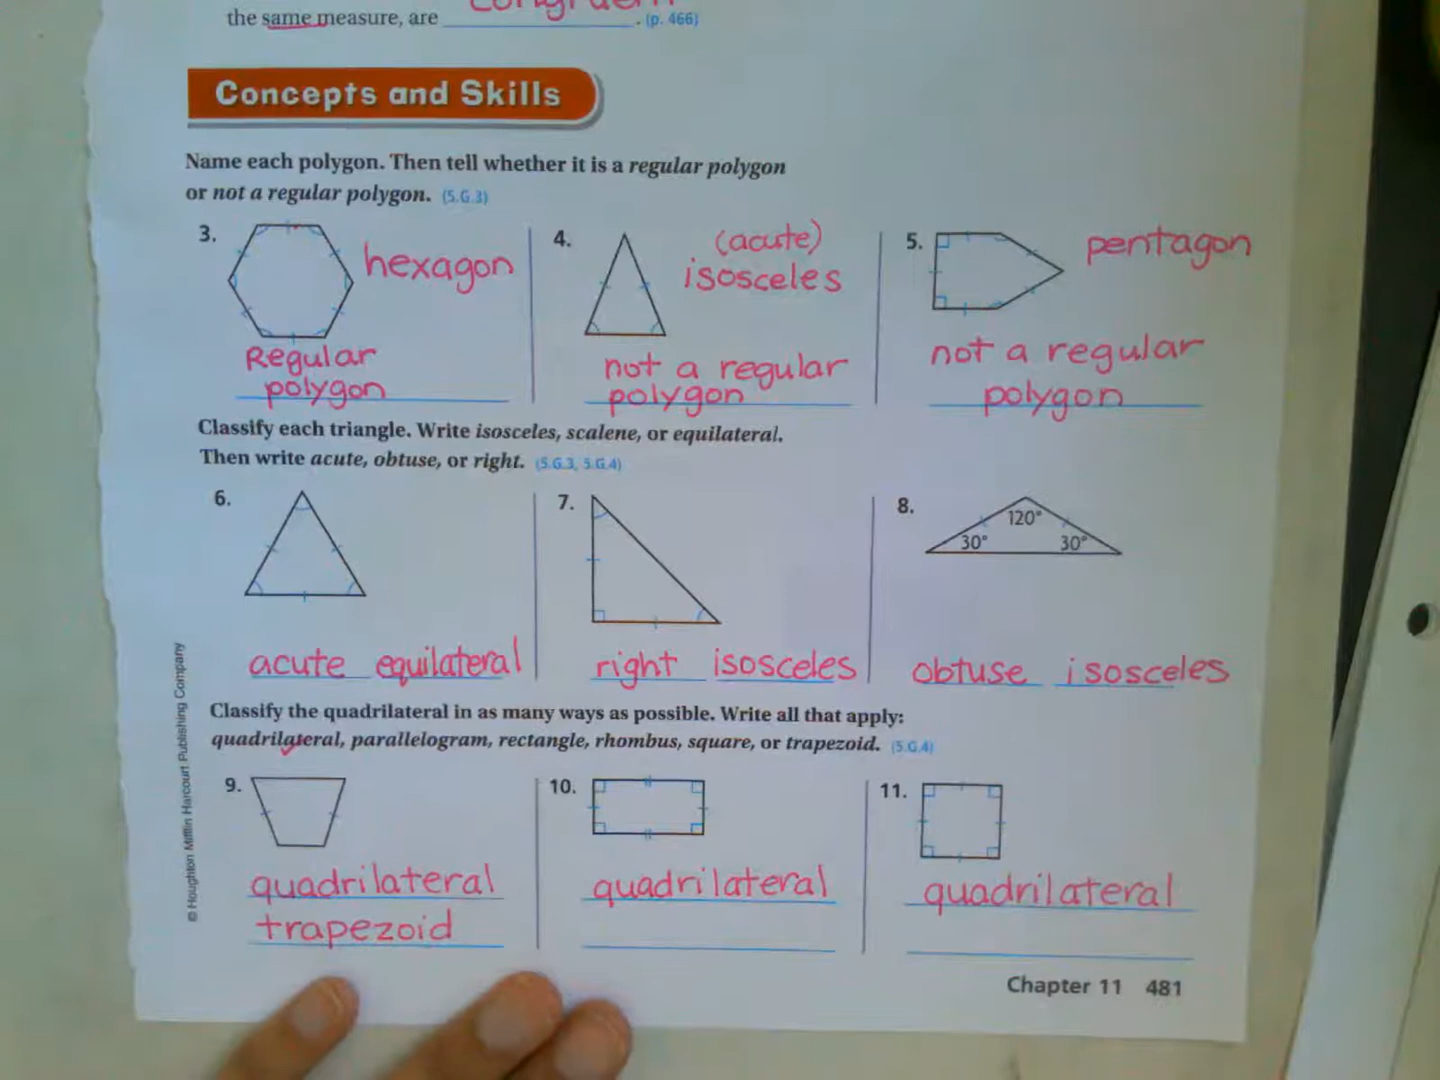 congruent
the same measure, are . (p. 466)
Concepts and Skills
Name each polygon. Then tell whether it is a regular polygon
or not a regular polygon. (5.G.3)
3.
hexagon
Regular
polygon
4.
(acute)
isosceles
not a regular
polygon
5.
pentagon
not a regular
polygon
Classify each triangle. Write isosceles, scalene, or equilateral.
Then write acute, obtuse, or right. (5.G.3, 5.G.4)
6.
acute equilateral
7.
right isosceles
8.
120°
30° 30°
obtuse isosceles
Classify the quadrilateral in as many ways as possible. Write all that apply:
quadrilateral, parallelogram, rectangle, rhombus, square, or trapezoid. (5.G.4)
9.
quadrilateral
trapezoid
10.
quadrilateral
11.
quadrilateral
© Houghton Mifflin Harcourt Publishing Company
Chapter 11 481